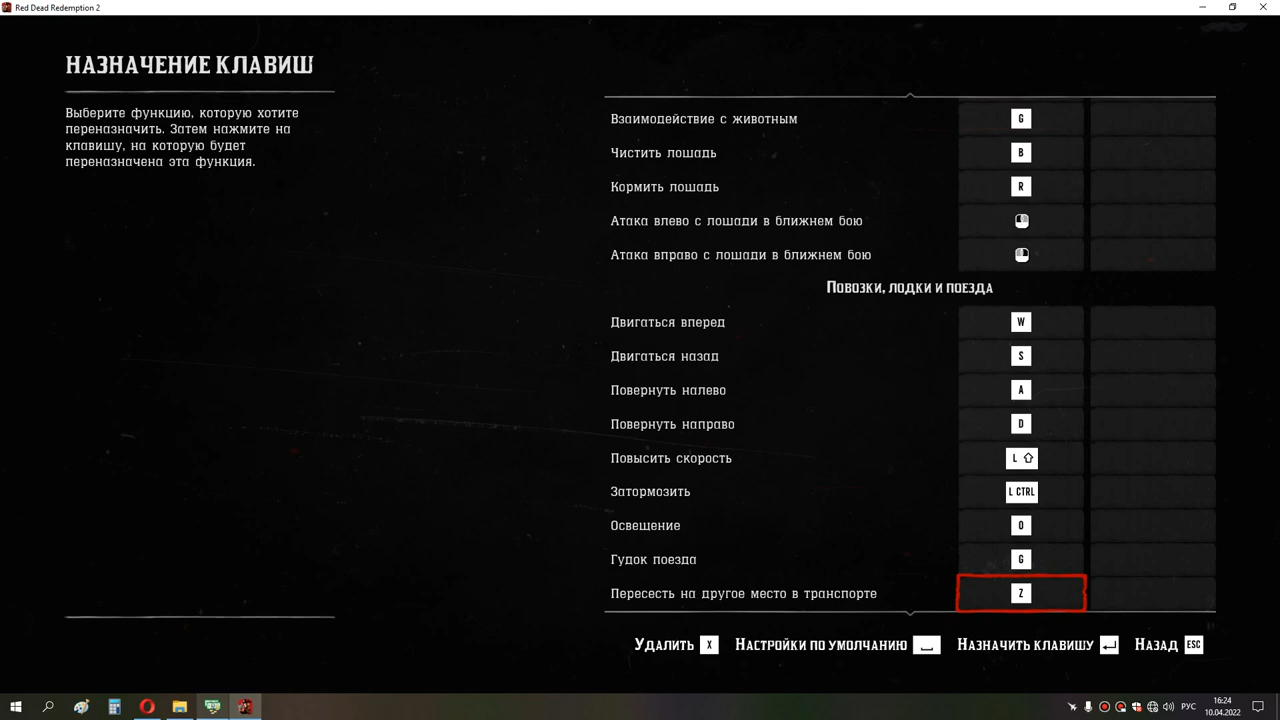 Red Dead Redemption 2
НАЗНАЧЕНИЕ КЛАВИШ
Выберите функцию, которую хотите
переназначить. Затем нажмите на
клавишу, на которую будет
переназначена эта функция.
Взаимодействие с животным G
Чистить лошадь B
Кормить лошадь R
Атака влево с лошади в ближнем бою
Атака вправо с лошади в ближнем бою
Повозки, лодки и поезда
Двигаться вперед W
Двигаться назад S
Повернуть налево A
Повернуть направо D
Повысить скорость L ⇧
Затормозить L CTRL
Освещение O
Гудок поезда G
Пересесть на другое место в транспорте Z
Удалить X Настройки по умолчанию Назначить клавишу Назад ESC
РУС
16:24
10.04.2022